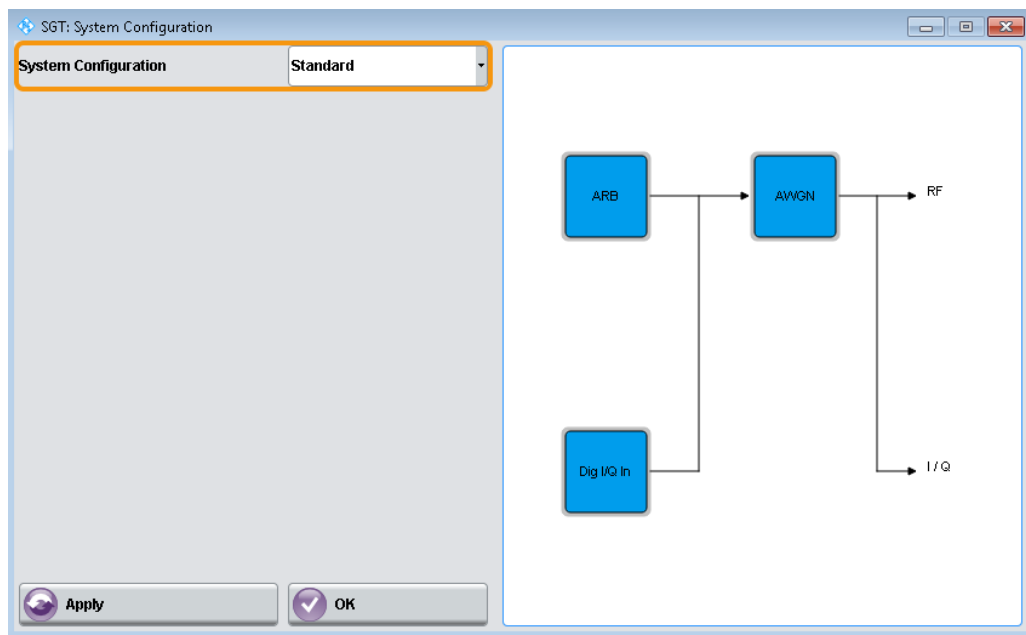 SGT: System Configuration
System Configuration Standard
ARB
AWGN
RF
Dig I/Q In
I / Q
Apply
OK